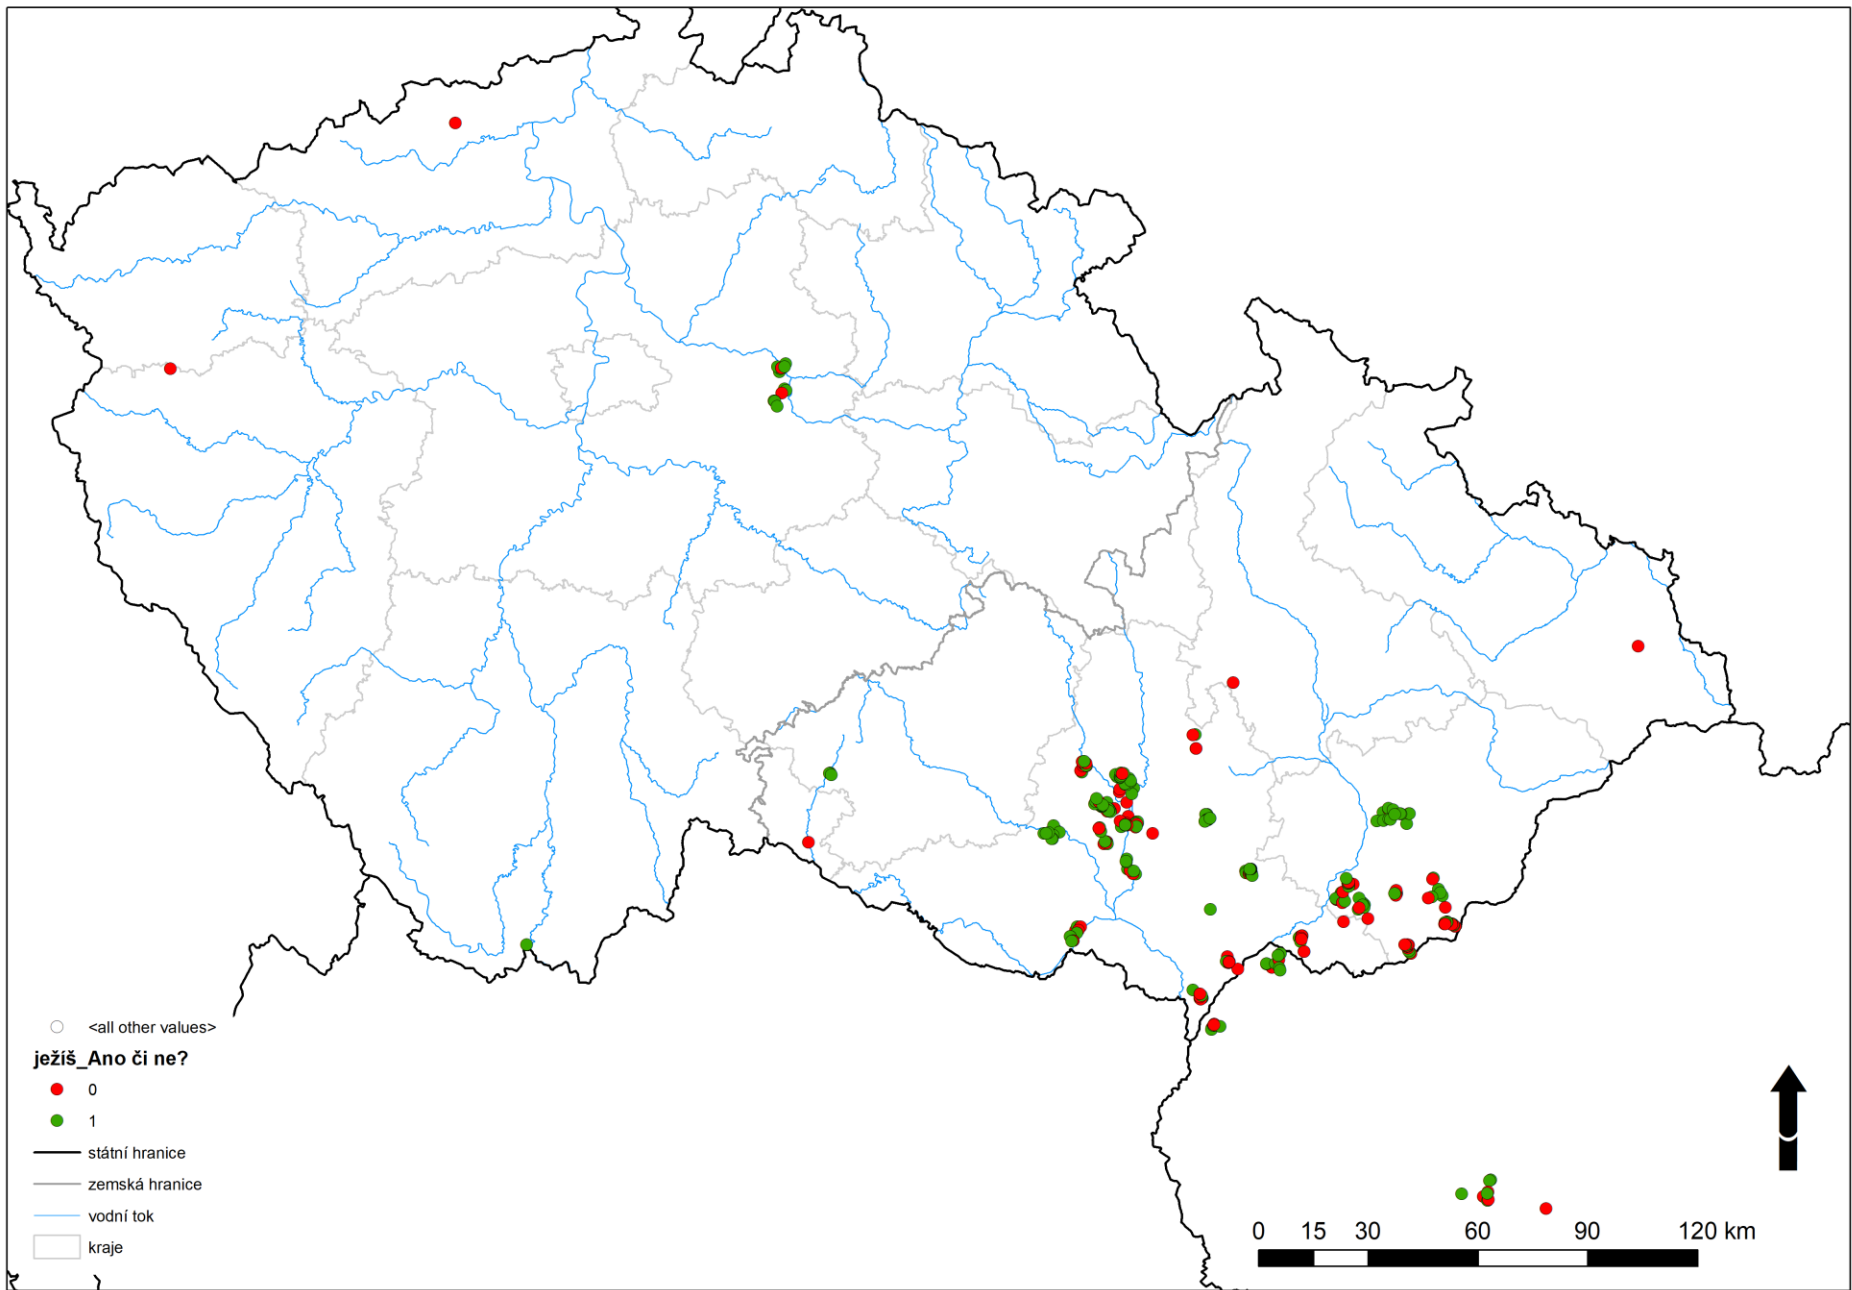 <all other values>
ježíš_Ano či ne?
0
1
státní hranice
zemská hranice
vodní tok
kraje
0 15 30 60 90 120 km